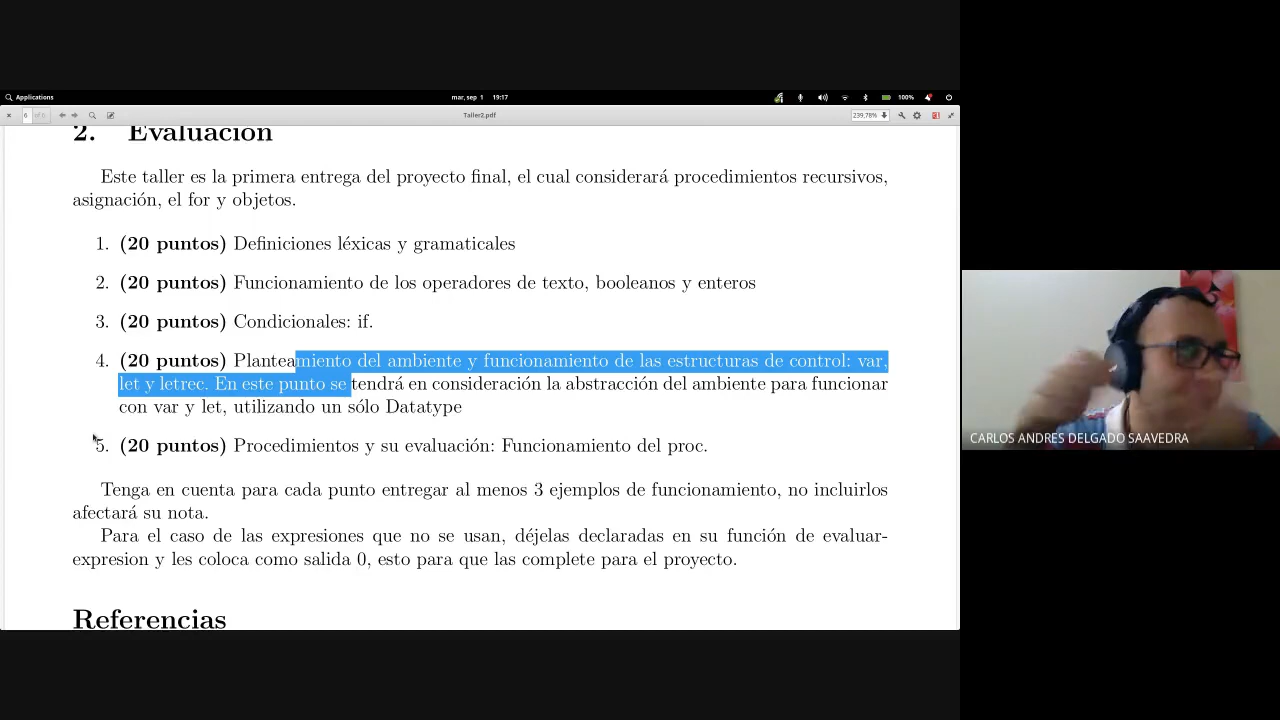 Applications
mar, sep 1 19:17
100%
6 of 6
Taller2.pdf
239,78%
2. Evaluación
Este taller es la primera entrega del proyecto final, el cual considerará procedimientos recursivos,
asignación, el for y objetos.
1. (20 puntos) Definiciones léxicas y gramaticales
2. (20 puntos) Funcionamiento de los operadores de texto, booleanos y enteros
3. (20 puntos) Condicionales: if.
4. (20 puntos) Planteamiento del ambiente y funcionamiento de las estructuras de control: var,
let y letrec. En este punto se tendrá en consideración la abstracción del ambiente para funcionar
con var y let, utilizando un sólo Datatype
5. (20 puntos) Procedimientos y su evaluación: Funcionamiento del proc.
Tenga en cuenta para cada punto entregar al menos 3 ejemplos de funcionamiento, no incluirlos
afectará su nota.
Para el caso de las expresiones que no se usan, déjelas declaradas en su función de evaluar-
expresion y les coloca como salida 0, esto para que las complete para el proyecto.
Referencias
CARLOS ANDRES DELGADO SAAVEDRA